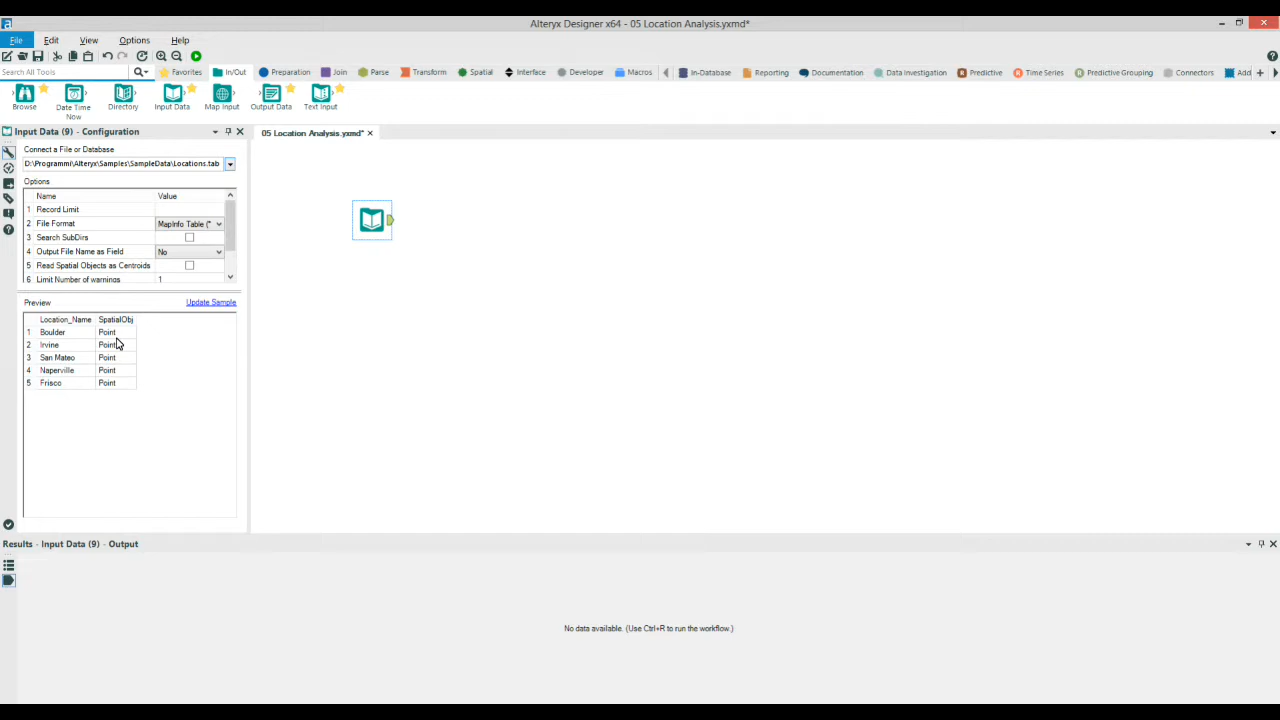 Alteryx Designer x64 - 05 Location Analysis.yxmd*
File Edit View Options Help
Search All Tools Favorites In/Out Preparation Join Parse Transform Spatial Interface Developer Macros In-Database Reporting Documentation Data Investigation Predictive Time Series Predictive Grouping Connectors Add
Browse Date Time Now Directory Input Data Map Input Output Data Text Input
Input Data (9) - Configuration
05 Location Analysis.yxmd*
Connect a File or Database
D:\Programmi\Alteryx\Samples\SampleData\Locations.tab
Options
Name Value
1 Record Limit
2 File Format MapInfo Table (*
3 Search SubDirs
4 Output File Name as Field No
5 Read Spatial Objects as Centroids
6 Limit Number of warnings 1
Preview Update Sample
Location_Name SpatialObj
1 Boulder Point
2 Irvine Point
3 San Mateo Point
4 Naperville Point
5 Frisco Point
Results - Input Data (9) - Output
No data available. (Use Ctrl+R to run the workflow.)